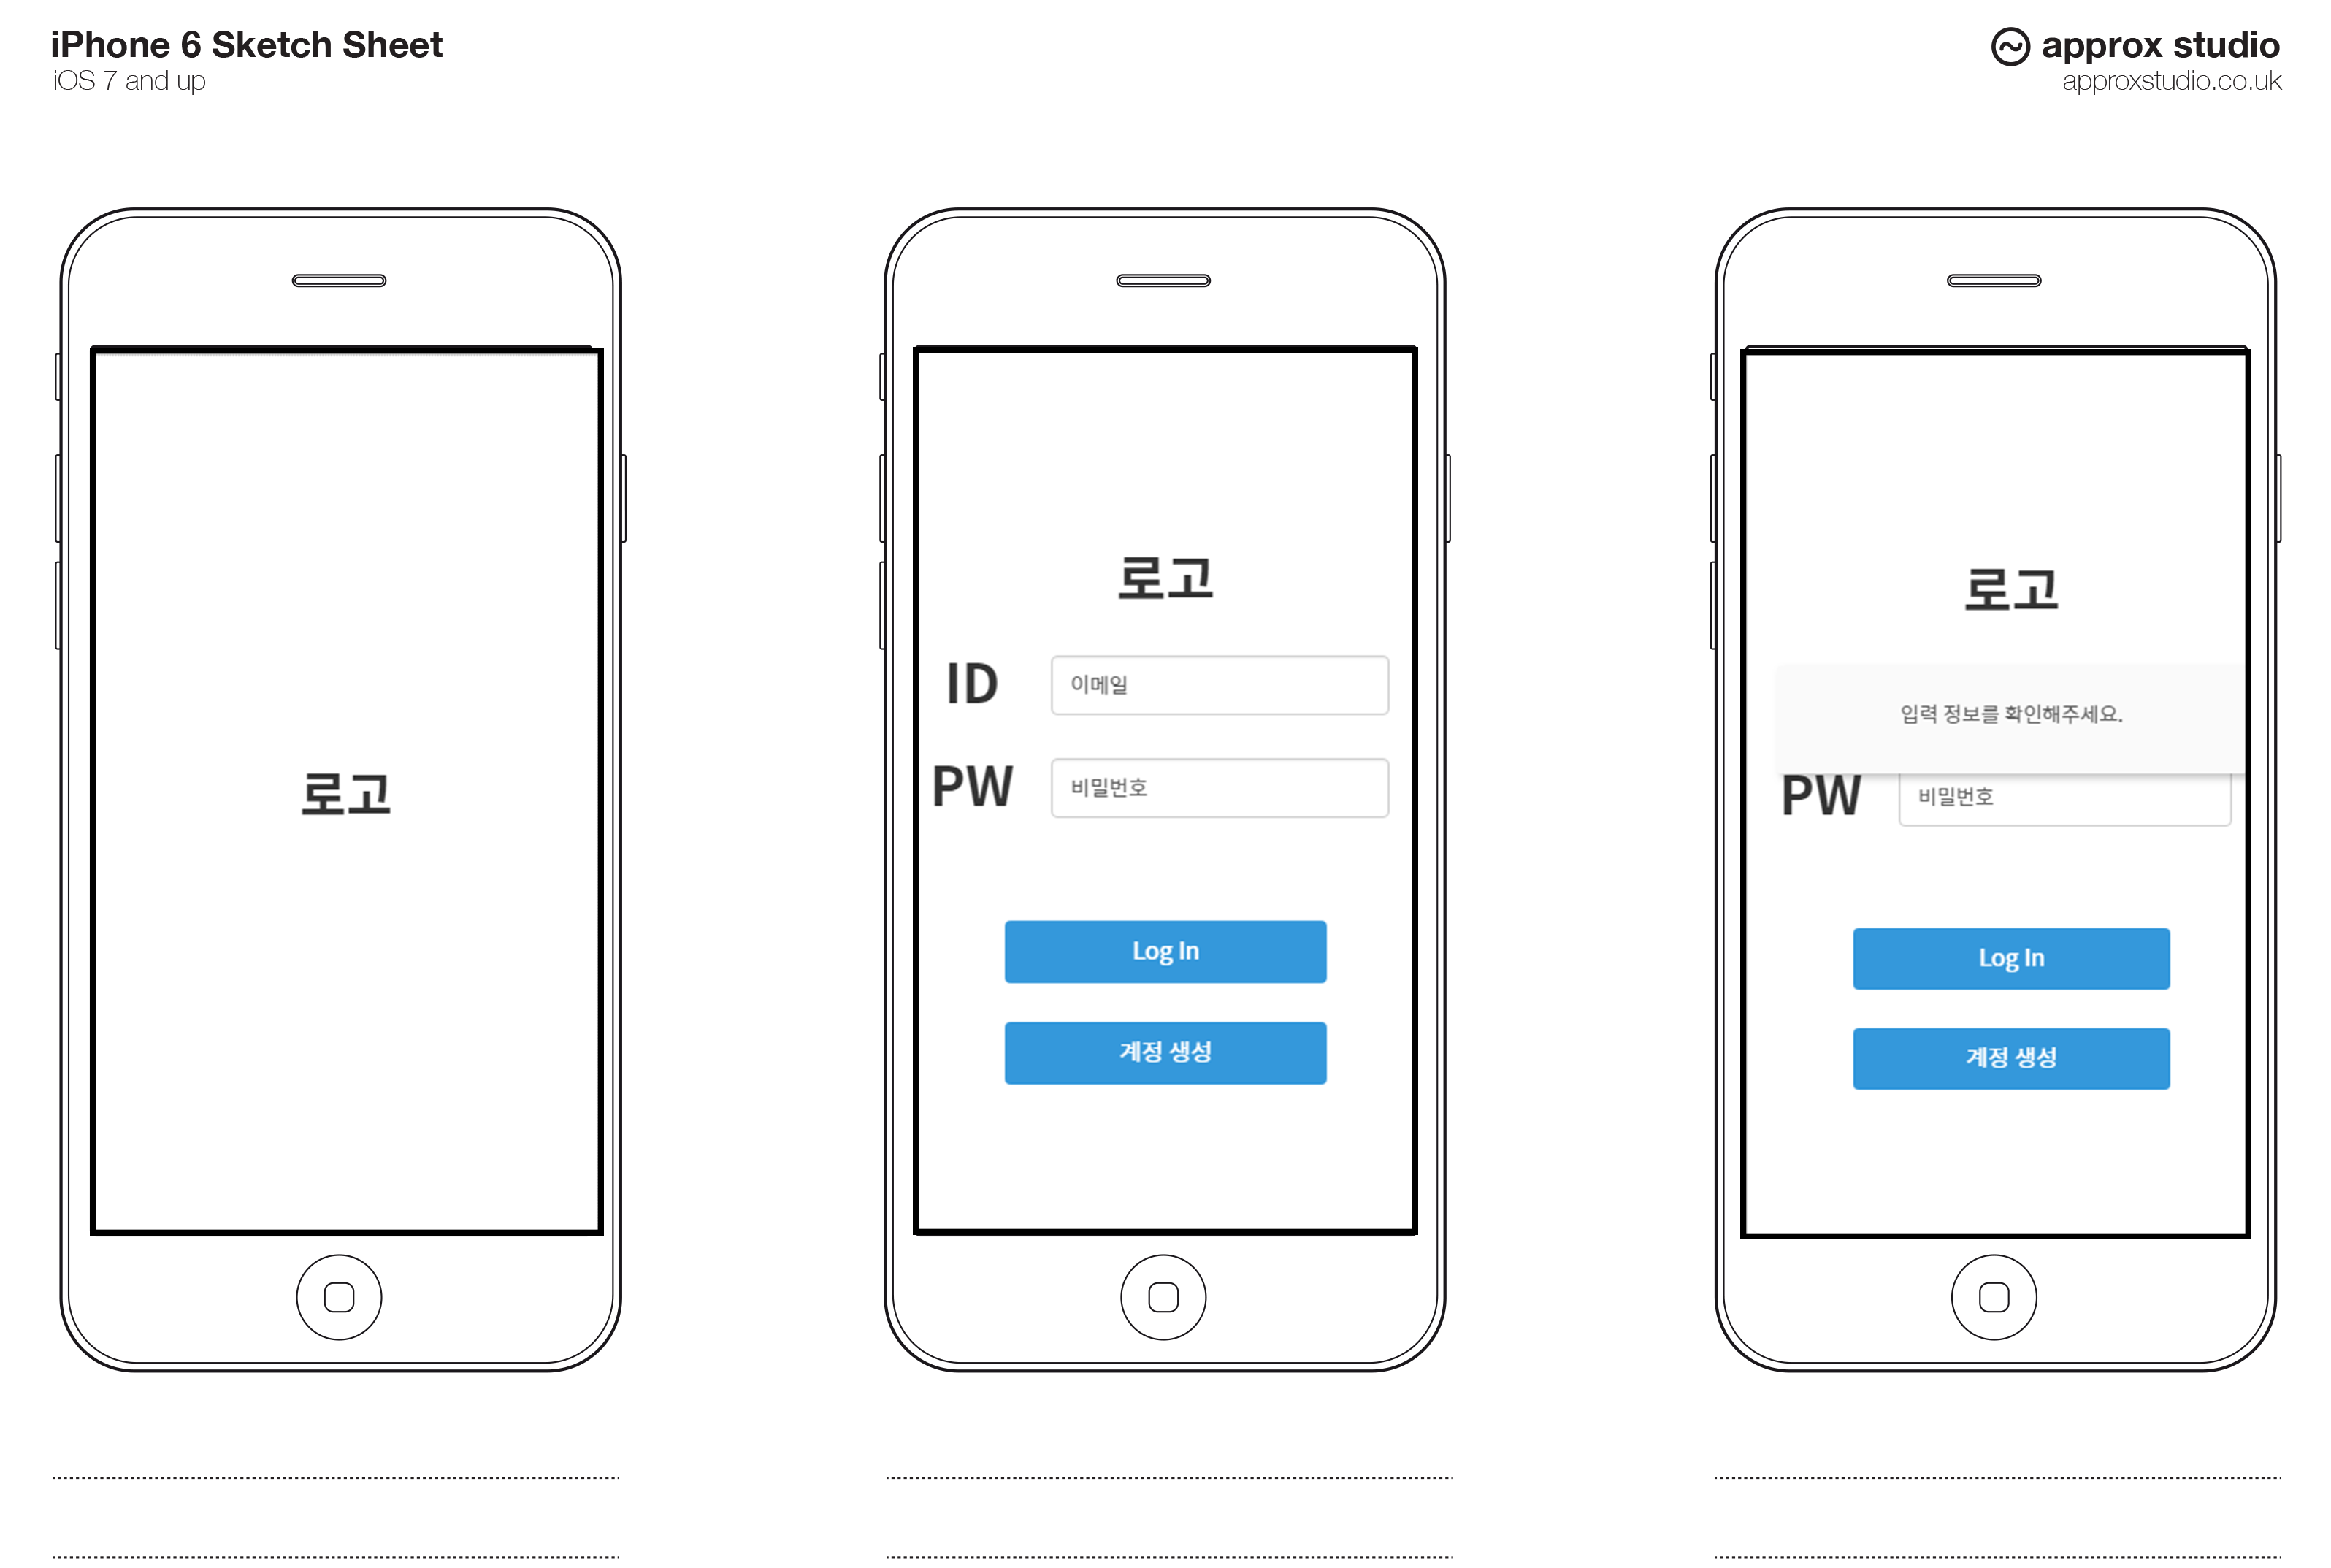 iPhone 6 Sketch Sheet
iOS 7 and up
approx studio
approxstudio.co.uk
로고
로고
ID 이메일
PW 비밀번호
Log In
계정 생성
로고
입력 정보를 확인해주세요.
PW 비밀번호
Log In
계정 생성